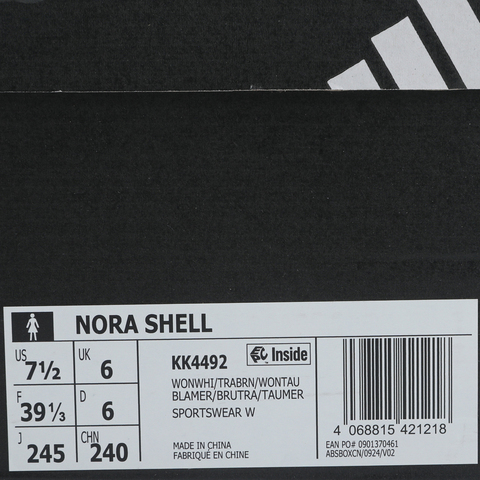 NORA SHELL
US 7½ UK 6
F 39⅓ D 6
J 245 CHN 240
KK4492 Inside
WONWHI/TRABRN/WONTAU
BLAMER/BRUTRA/TAUMER
SPORTSWEAR W
MADE IN CHINA
FABRIQUÉ EN CHINE
4 068815 421218
EAN PO# 0901370461
ABSBOXCN/0924/V02